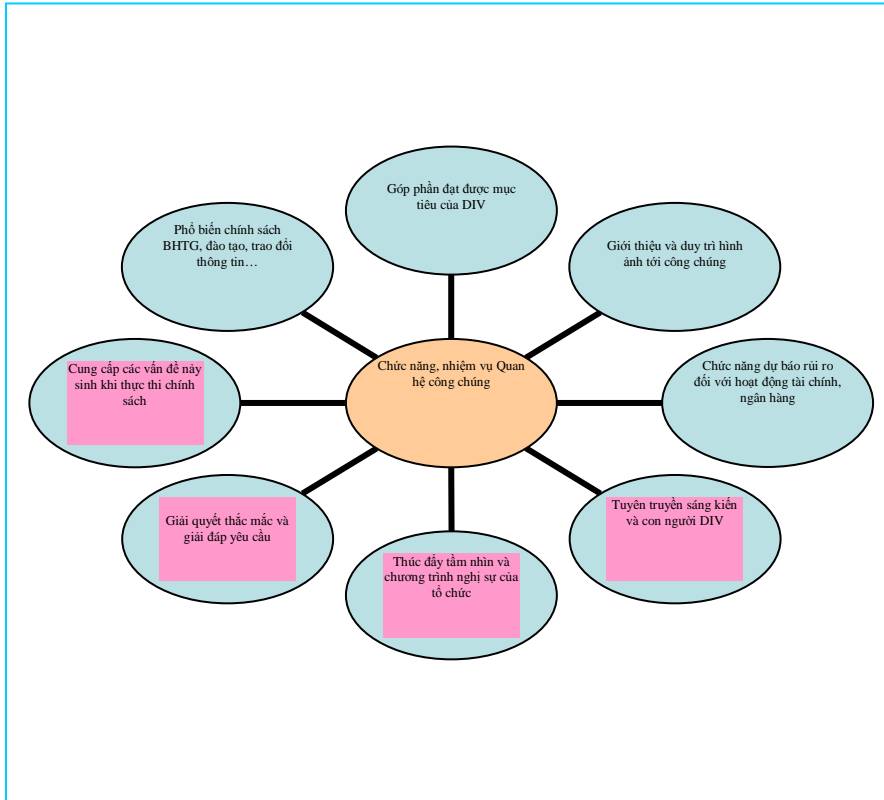 Góp phần đạt được mục
tiêu của DIV
Phổ biến chính sách
BHTG, đào tạo, trao đổi
thông tin…
Giới thiệu và duy trì hình
ảnh tới công chúng
Cung cấp các vấn đề nảy
sinh khi thực thi chính
sách
Chức năng, nhiệm vụ Quan
hệ công chúng
Chức năng dự báo rủi ro
đối với hoạt động tài chính,
ngân hàng
Giải quyết thắc mắc và
giải đáp yêu cầu
Tuyên truyền sáng kiến
và con người DIV
Thúc đẩy tầm nhìn và
chương trình nghị sự của
tổ chức